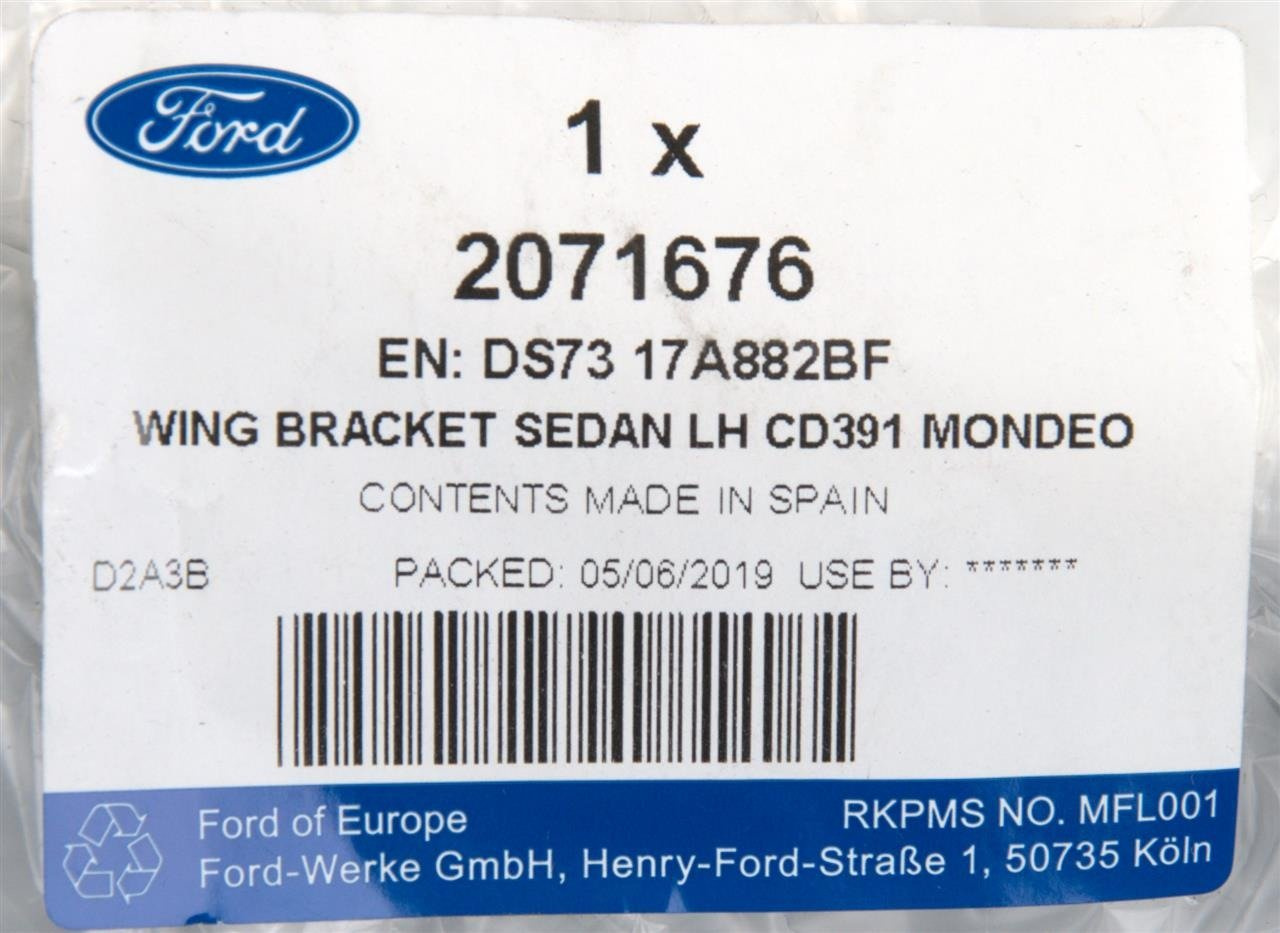 Ford
1 x
2071676
EN: DS73 17A882BF
WING BRACKET SEDAN LH CD391 MONDEO
CONTENTS MADE IN SPAIN
D2A3B PACKED: 05/06/2019 USE BY: *******
Ford of Europe RKPMS NO. MFL001
Ford-Werke GmbH, Henry-Ford-Straße 1, 50735 Köln